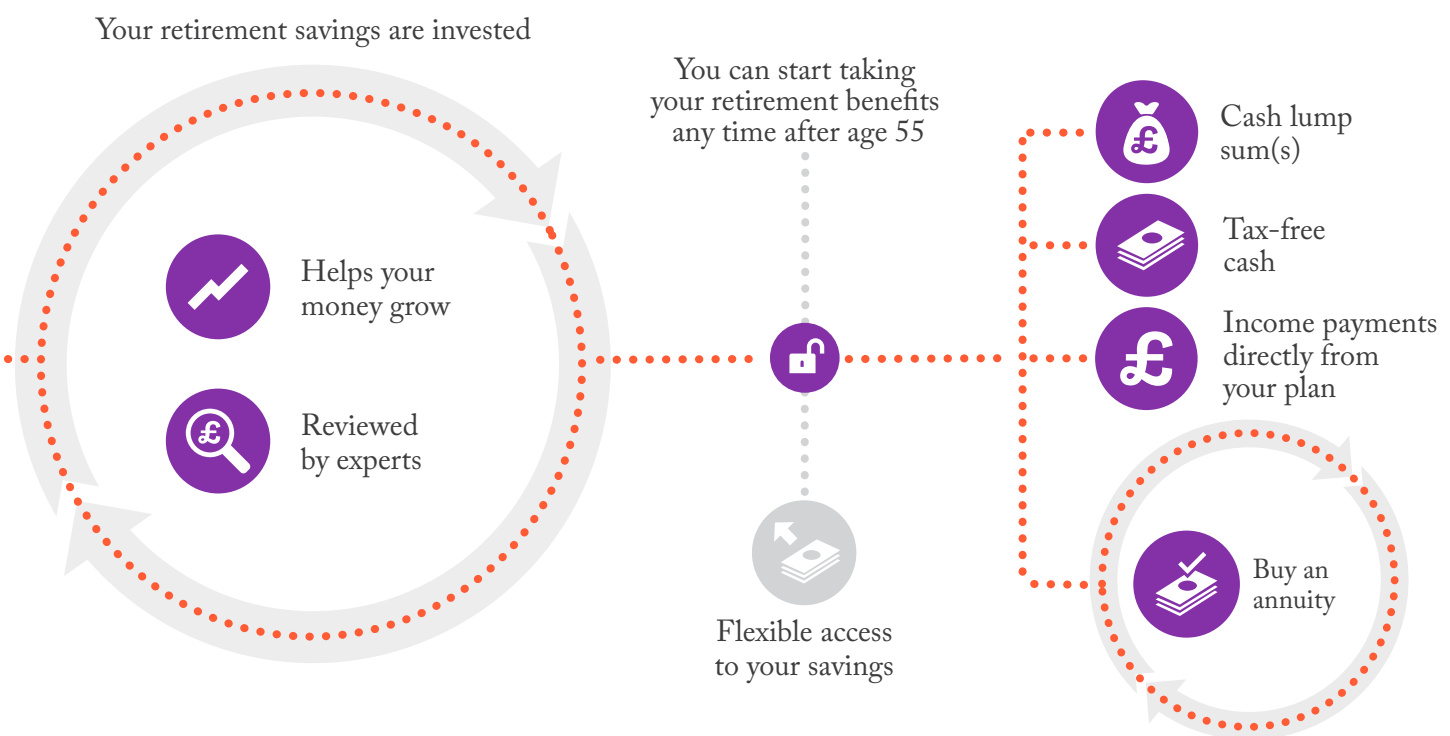 Your retirement savings are invested
Helps your
money grow
Reviewed
by experts
You can start taking
your retirement benefits
any time after age 55
Flexible access
to your savings
£
Cash lump
sum(s)
Tax-free
cash
£
Income payments
directly from
your plan
Buy an
annuity
£